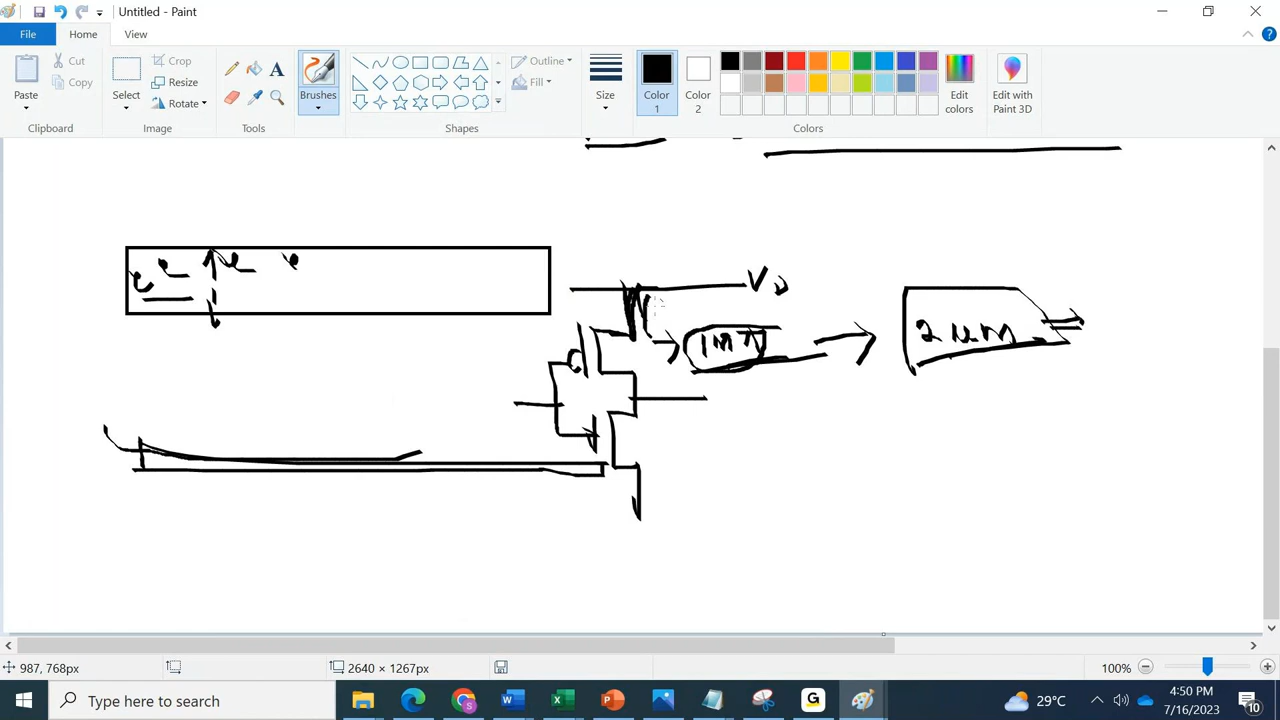 Untitled - Paint
File
Home
View
Paste
Cut
Copy
Clipboard
Select
Crop
Resize
Rotate
Image
A
Tools
Brushes
Outline
Fill
Shapes
Size
Color 1
Color 2
Edit colors
Colors
Edit with Paint 3D
e e e e
VD
2 um
987, 768px
2640 × 1267px
100%
Type here to search
29°C
4:50 PM
7/16/2023
10